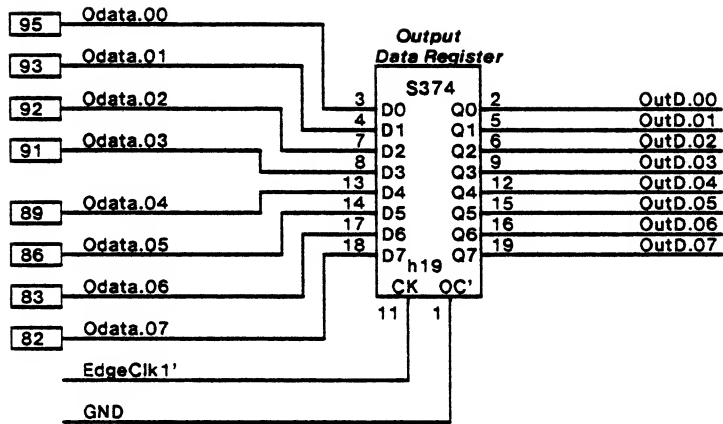 95 Odata.00
93 Odata.01
92 Odata.02
91 Odata.03
89 Odata.04
86 Odata.05
83 Odata.06
82 Odata.07
EdgeClk1'
GND
Output
Data Register
S374
3 D0 Q0 2 OutD.00
4 D1 Q1 5 OutD.01
7 D2 Q2 6 OutD.02
8 D3 Q3 9 OutD.03
13 D4 Q4 12 OutD.04
14 D5 Q5 15 OutD.05
17 D6 Q6 16 OutD.06
18 D7 Q7 19 OutD.07
h19
CK OC'
11 1